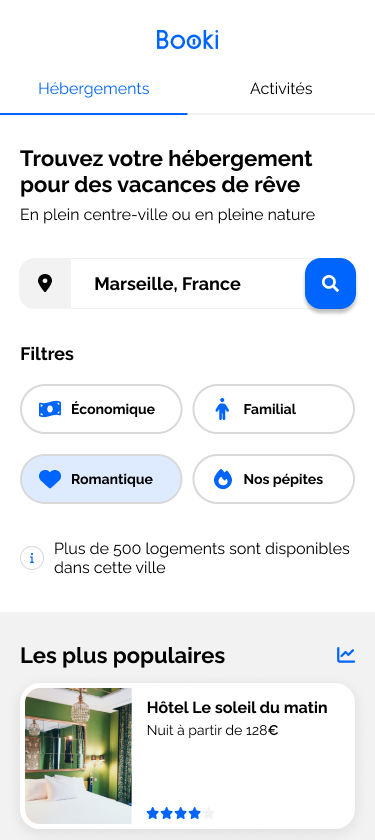 Booki
Hébergements
Activités
Trouvez votre hébergement
pour des vacances de rêve
En plein centre-ville ou en pleine nature
Marseille, France
Filtres
Économique
Familial
Romantique
Nos pépites
Plus de 500 logements sont disponibles
dans cette ville
Les plus populaires
Hôtel Le soleil du matin
Nuit à partir de 128€